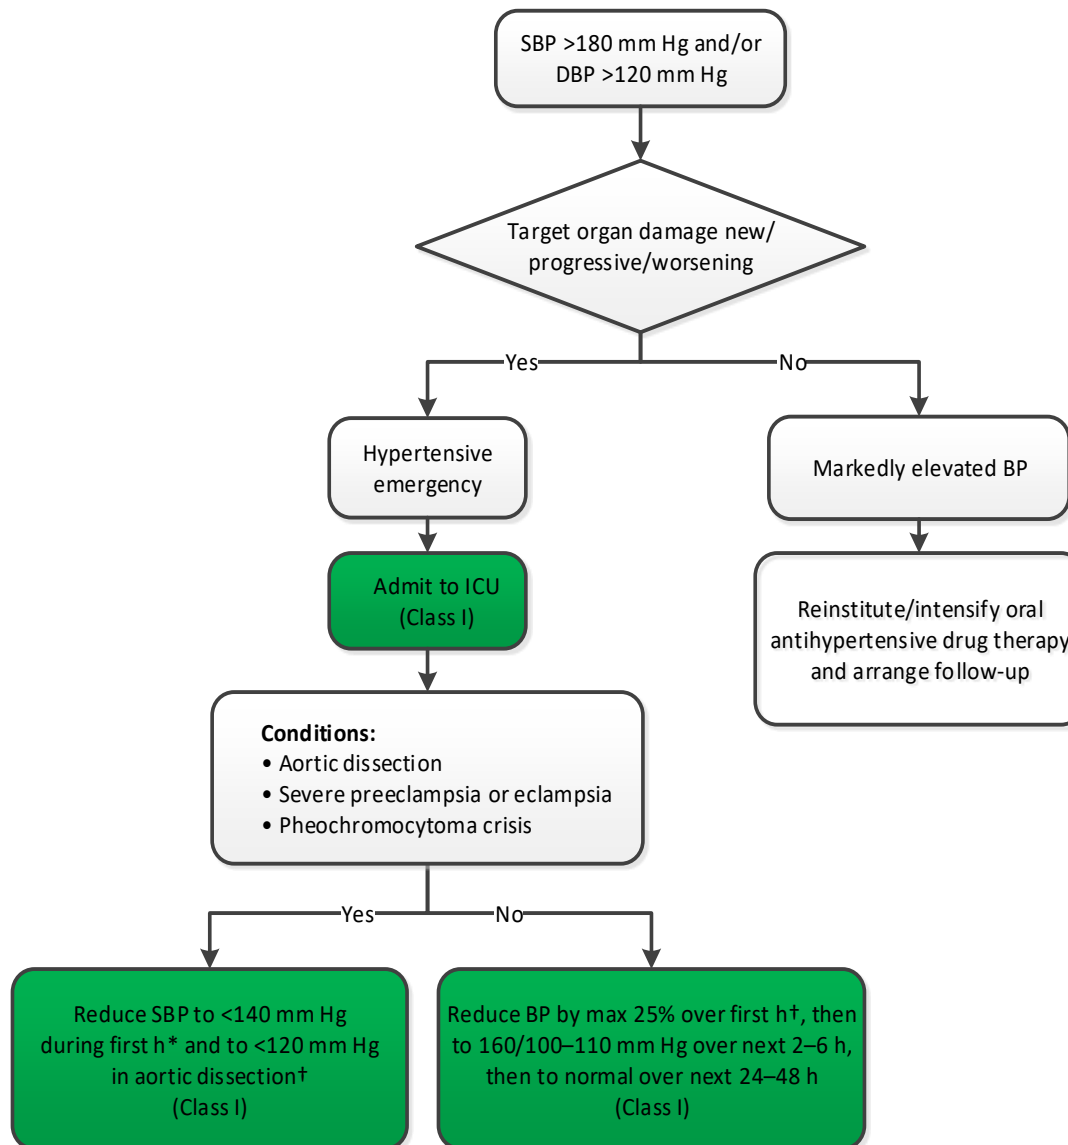 SBP >180 mm Hg and/or
DBP >120 mm Hg
Target organ damage new/
progressive/worsening
Yes
No
Hypertensive
emergency
Markedly elevated BP
Admit to ICU
(Class I)
Reinstitute/intensify oral
antihypertensive drug therapy
and arrange follow-up
Conditions:
• Aortic dissection
• Severe preeclampsia or eclampsia
• Pheochromocytoma crisis
Yes
No
Reduce SBP to <140 mm Hg
during first h* and to <120 mm Hg
in aortic dissection†
(Class I)
Reduce BP by max 25% over first h†, then
to 160/100–110 mm Hg over next 2–6 h,
then to normal over next 24–48 h
(Class I)